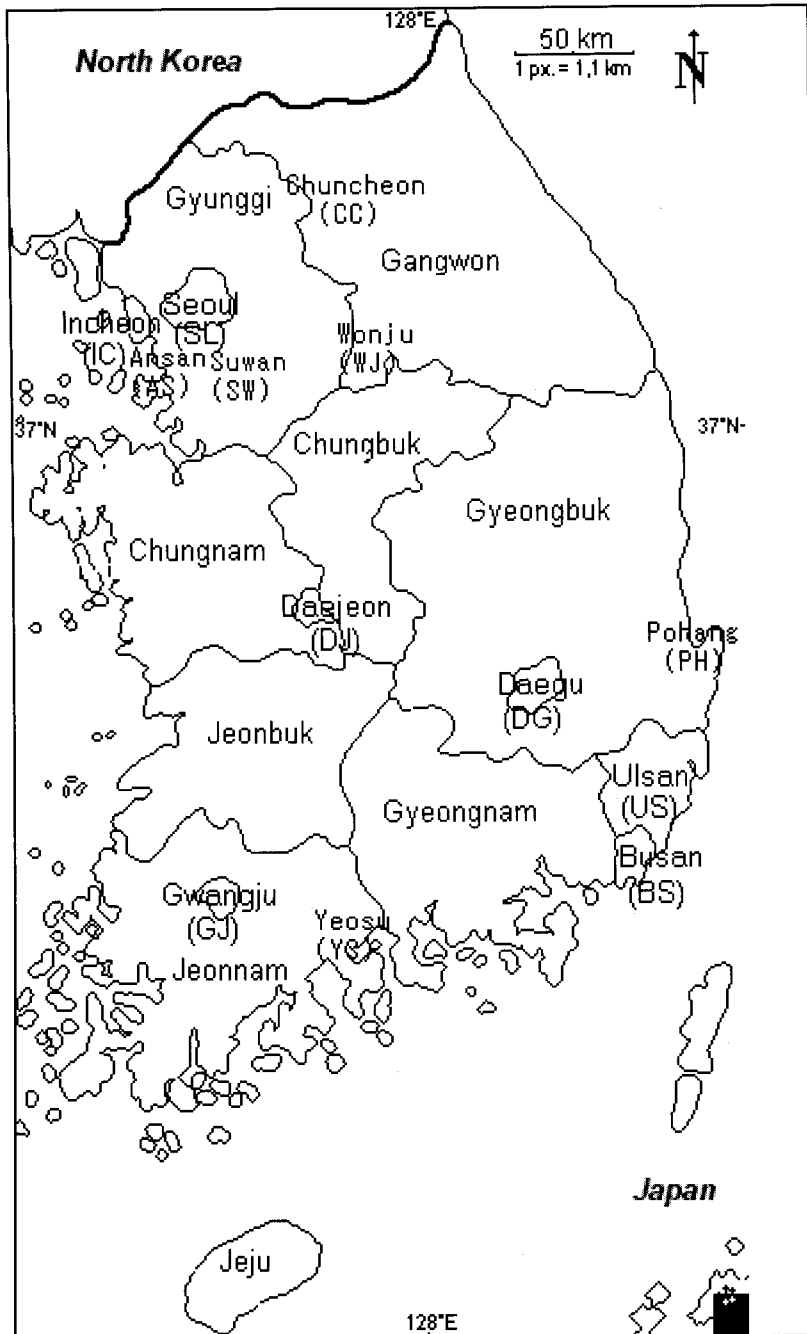 128°E
North Korea
50 km
1 px. = 1,1 km
N
Chuncheon
(CC)
Gyunggi
Gangwon
Seoul
(SL)
Incheon
(IC)
Ansan
(AS)
Suwan
(SW)
Wonju
(WJ)
37°N
37°N-
Chungbuk
Gyeongbuk
Chungnam
Daejeon
(DJ)
Pohang
(PH)
Daegu
(DG)
Jeonbuk
Ulsan
(US)
Gyeongnam
Busan
(BS)
Gwangju
(GJ)
Yeosu
Jeonnam
Japan
Jeju
128°E